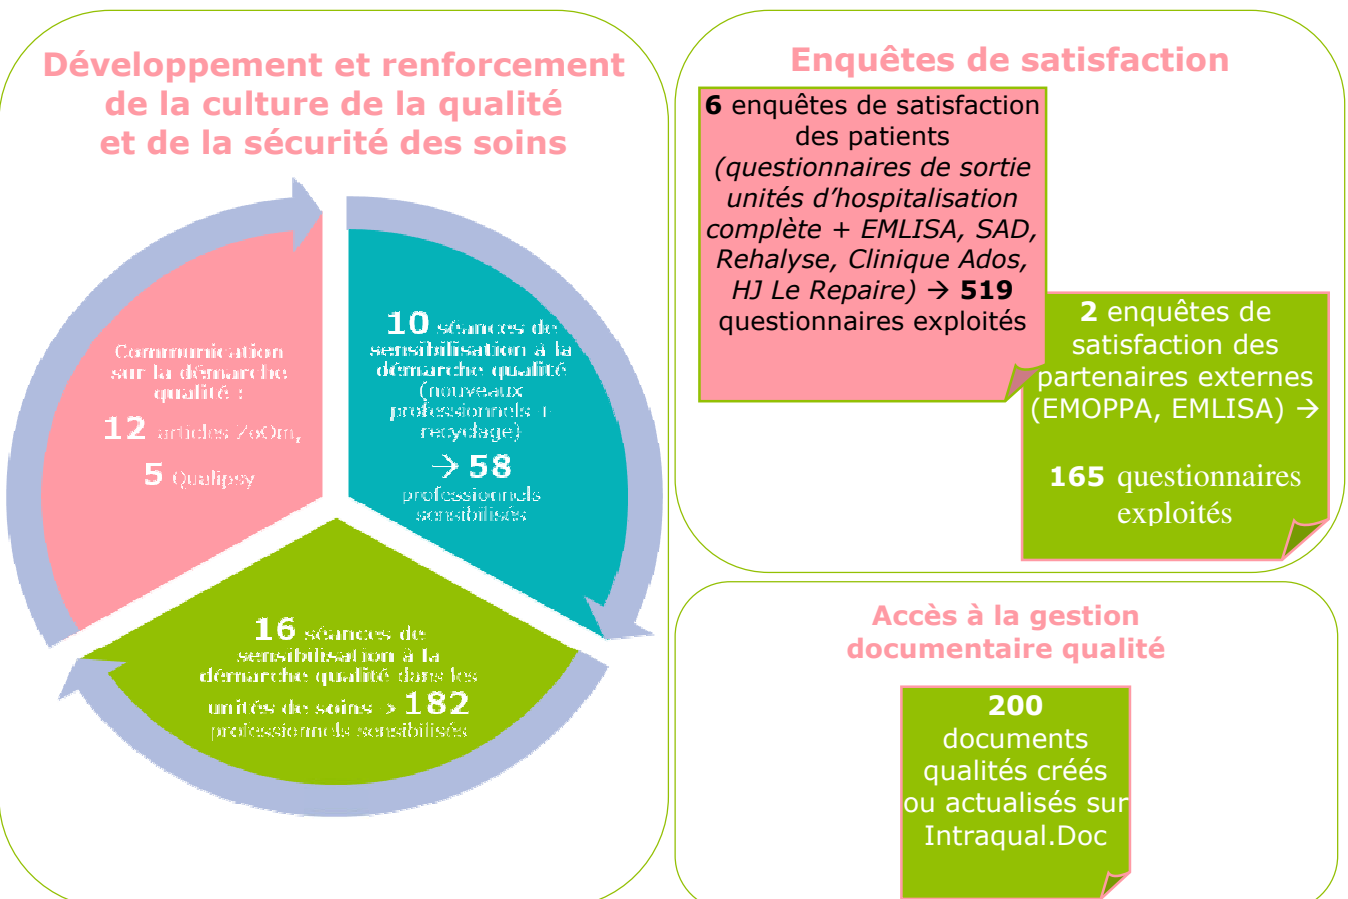 Développement et renforcement
de la culture de la qualité
et de la sécurité des soins
Communication
sur la démarche
qualité :
12 articles ZoOm,
5 Qualipsy
10 séances de
sensibilisation à la
démarche qualité
(nouveaux
professionnels +
recyclage)
→ 58
professionnels
sensibilisés
16 séances de
sensibilisation à la
démarche qualité dans les
unités de soins > 182
professionnels sensibilisés
Enquêtes de satisfaction
6 enquêtes de satisfaction
des patients
(questionnaires de sortie
unités d’hospitalisation
complète + EMLISA, SAD,
Rehalyse, Clinique Ados,
HJ Le Repaire) → 519
questionnaires exploités
2 enquêtes de
satisfaction des
partenaires externes
(EMOPPA, EMLISA) →
165 questionnaires
exploités
Accès à la gestion
documentaire qualité
200
documents
qualités créés
ou actualisés sur
Intraqual.Doc